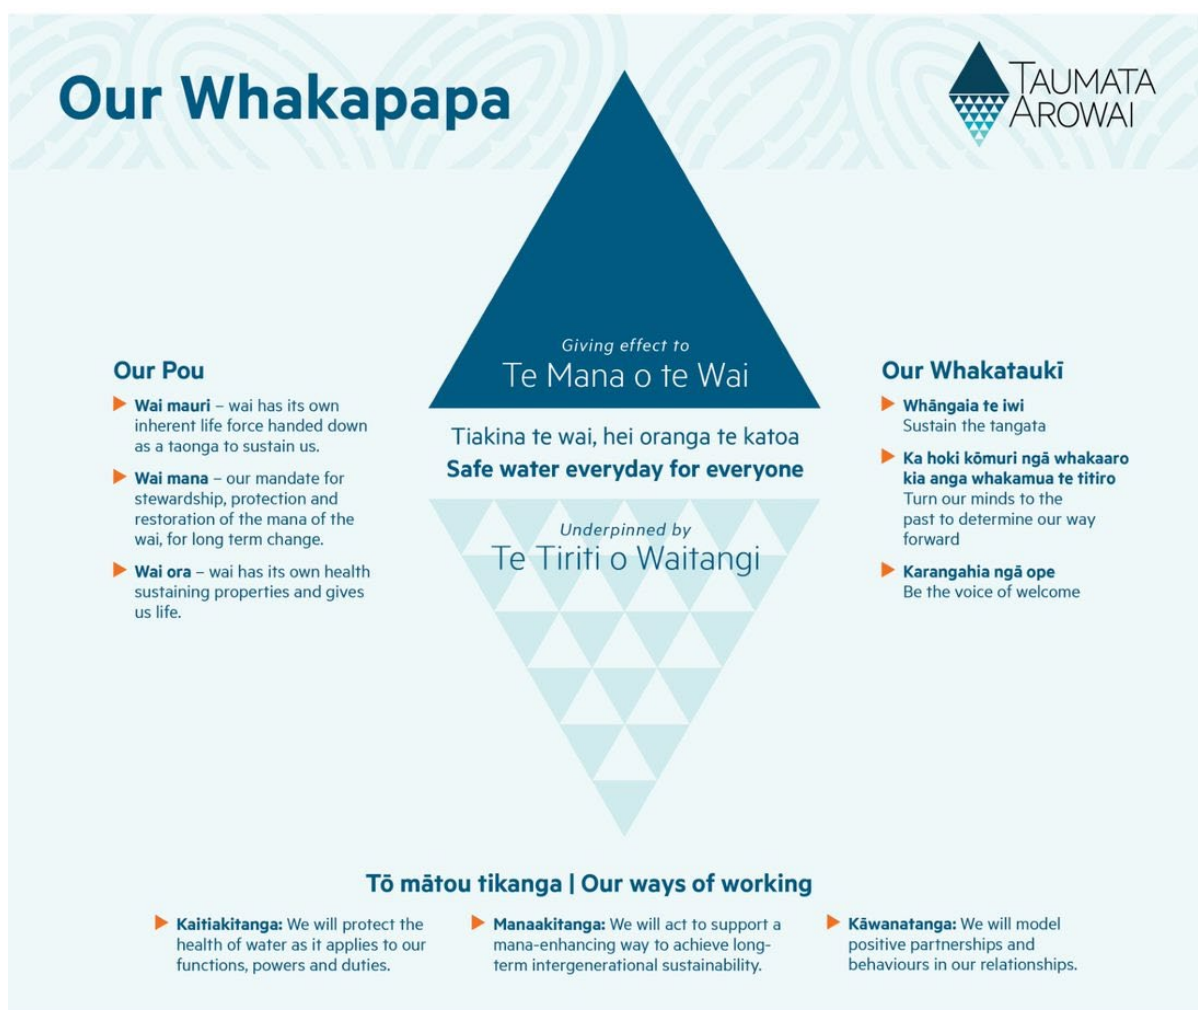 Our Whakapapa
TAUMATA
AROWAI
Giving effect to
Te Mana o te Wai
Tiakina te wai, hei oranga te katoa
Safe water everyday for everyone
Underpinned by
Te Tiriti o Waitangi
Our Pou
Wai mauri – wai has its own
inherent life force handed down
as a taonga to sustain us.
Wai mana – our mandate for
stewardship, protection and
restoration of the mana of the
wai, for long term change.
Wai ora – wai has its own health
sustaining properties and gives
us life.
Our Whakataukī
Whāngaia te iwi
Sustain the tangata
Ka hoki kōmuri ngā whakaaro
kia anga whakamua te titiro
Turn our minds to the
past to determine our way
forward
Karangahia ngā ope
Be the voice of welcome
Tō mātou tikanga | Our ways of working
Kaitiakitanga: We will protect the
health of water as it applies to our
functions, powers and duties.
Manaakitanga: We will act to support a
mana-enhancing way to achieve long-
term intergenerational sustainability.
Kāwanatanga: We will model
positive partnerships and
behaviours in our relationships.